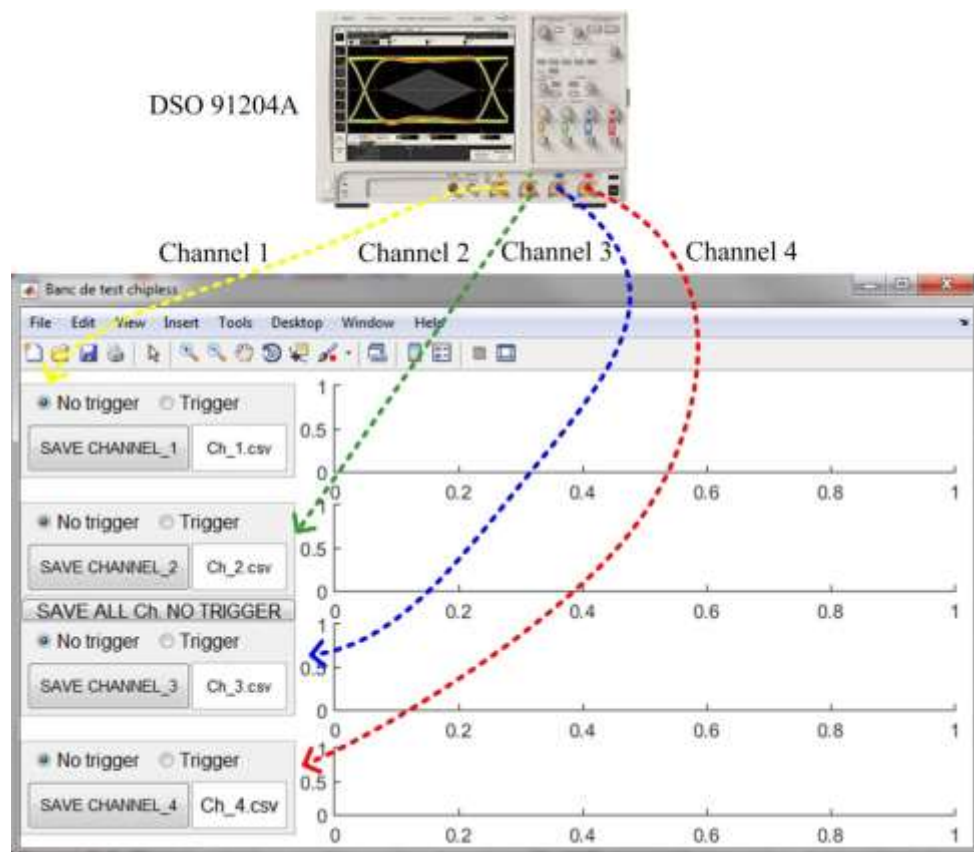 DSO 91204A
Channel 1 Channel 2 Channel 3 Channel 4
Banc de test chipless
File Edit View Insert Tools Desktop Window Help
No trigger Trigger
SAVE CHANNEL_1 Ch_1.csv
1
0.5
0
0 0.2 0.4 0.6 0.8 1
No trigger Trigger
SAVE CHANNEL_2 Ch_2.csv
0.5
0
0 0.2 0.4 0.6 0.8 1
SAVE ALL Ch. NO TRIGGER
No trigger Trigger
SAVE CHANNEL_3 Ch_3.csv
1
0.5
0
0 0.2 0.4 0.6 0.8 1
No trigger Trigger
SAVE CHANNEL_4 Ch_4.csv
1
0.5
0
0 0.2 0.4 0.6 0.8 1